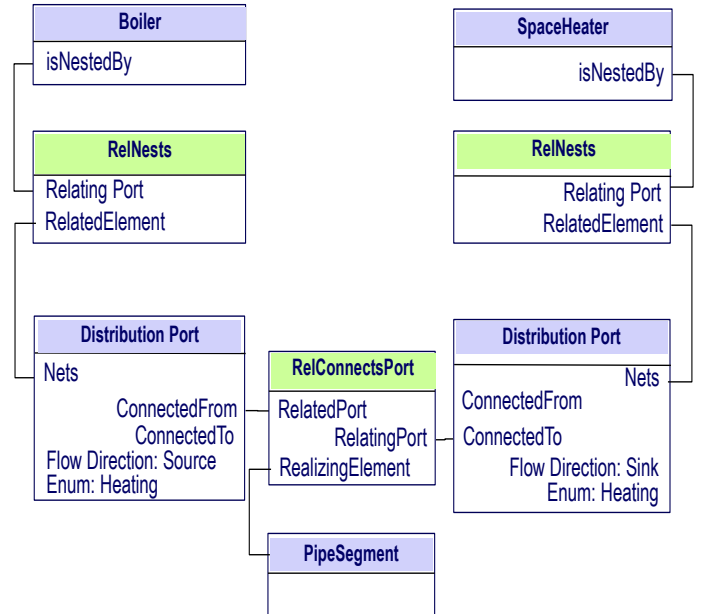 Boiler
isNestedBy
SpaceHeater
isNestedBy
RelNests
Relating Port
RelatedElement
RelNests
Relating Port
RelatedElement
Distribution Port
Nets
ConnectedFrom
ConnectedTo
Flow Direction: Source
Enum: Heating
RelConnectsPort
RelatedPort
RelatingPort
RealizingElement
Distribution Port
Nets
ConnectedFrom
ConnectedTo
Flow Direction: Sink
Enum: Heating
PipeSegment